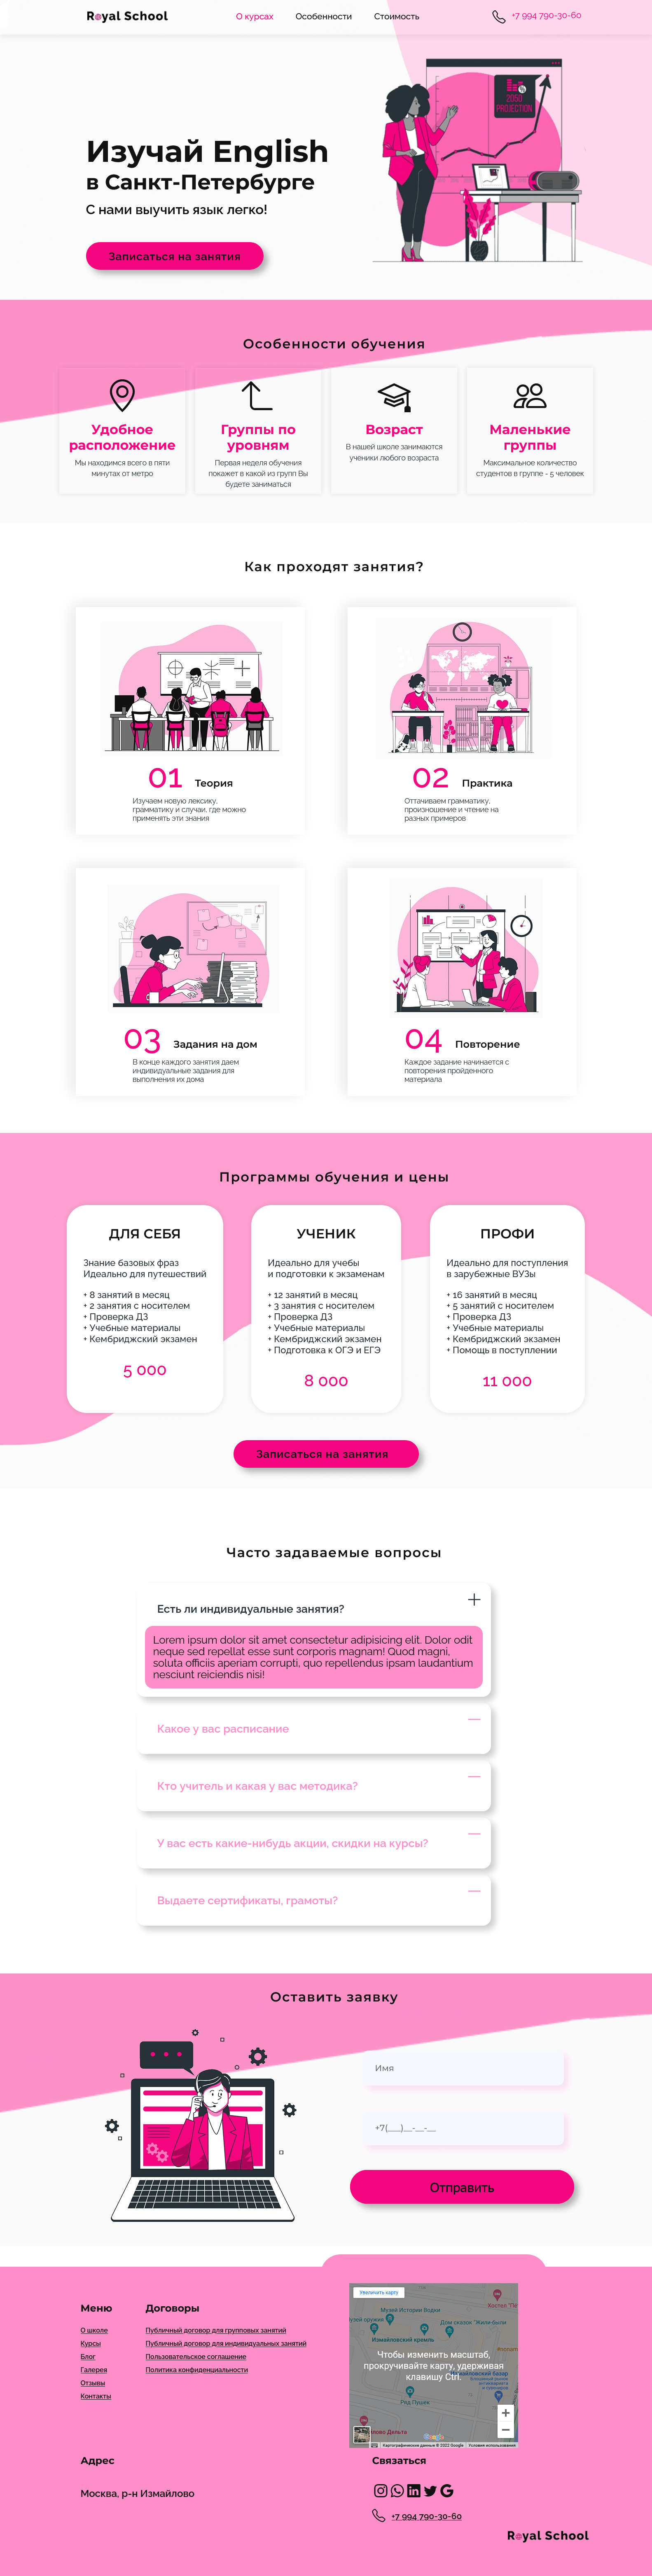 Royal School
О курсах
Особенности
Стоимость
+7 994 790-30-60
2050
PROJECTION
Изучай English
в Санкт-Петербурге
С нами выучить язык легко!
Записаться на занятия
Особенности обучения
Удобное
расположение
Мы находимся всего в пяти
минутах от метро
Группы по
уровням
Первая неделя обучения
покажет в какой из групп Вы
будете заниматься
Возраст
В нашей школе занимаются
ученики любого возраста
Маленькие
группы
Максимальное количество
студентов в группе - 5 человек
Как проходят занятия?
01 Теория
Изучаем новую лексику,
грамматику и случаи, где можно
применять эти знания
02 Практика
Оттачиваем грамматику,
произношение и чтение на
разных примеров
03 Задания на дом
В конце каждого занятия даем
индивидуальные задания для
выполнения их дома
04 Повторение
Каждое задание начинается с
повторения пройденного
материала
Программы обучения и цены
ДЛЯ СЕБЯ
Знание базовых фраз
Идеально для путешествий
+ 8 занятий в месяц
+ 2 занятия с носителем
+ Проверка ДЗ
+ Учебные материалы
+ Кембриджский экзамен
5 000
УЧЕНИК
Идеально для учебы
и подготовки к экзаменам
+ 12 занятий в месяц
+ 3 занятия с носителем
+ Проверка ДЗ
+ Учебные материалы
+ Кембриджский экзамен
+ Подготовка к ОГЭ и ЕГЭ
8 000
ПРОФИ
Идеально для поступления
в зарубежные ВУЗы
+ 16 занятий в месяц
+ 5 занятий с носителем
+ Проверка ДЗ
+ Учебные материалы
+ Кембриджский экзамен
+ Помощь в поступлении
11 000
Записаться на занятия
Часто задаваемые вопросы
Есть ли индивидуальные занятия?
Lorem ipsum dolor sit amet consectetur adipisicing elit. Dolor odit
neque sed repellat esse sunt corporis magnam! Quod magni,
soluta officiis aperiam corrupti, quo repellendus ipsam laudantium
nesciunt reiciendis nisi!
Какое у вас расписание
Кто учитель и какая у вас методика?
У вас есть какие-нибудь акции, скидки на курсы?
Выдаете сертификаты, грамоты?
Оставить заявку
Имя
+7(___)__-__-__
Отправить
Меню
О школе
Курсы
Блог
Галерея
Отзывы
Контакты
Договоры
Публичный договор для групповых занятий
Публичный договор для индивидуальных занятий
Пользовательское соглашение
Политика конфиденциальности
Увеличить карту
Музей Истории Водки
Дом сказок "Жили-были
Измайловский кремль
Чтобы изменить масштаб,
прокручивайте карту, удерживая
клавишу Ctrl.
Ред Пушек
Google
Картографические данные © 2022 Google
Условия использования
Адрес
Москва, р-н Измайлово
Связаться
+7 994 790-30-60
Royal School